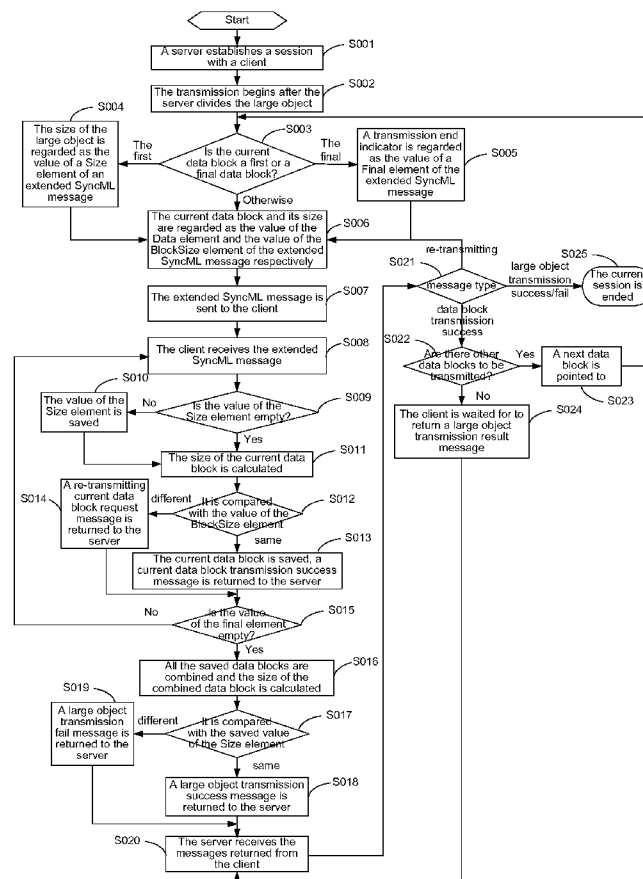 Start
S001
A server establishes a session
with a client
S002
The transmission begins after the
server divides the large object
S004
The size of the
large object is
regarded as the
value of a Size
element of an
extended SyncML
message
The
first
S003
Is the current
data block a first or a
final data block?
The
final
A transmission end
indicator is regarded
as the value of a
Final element of
the extended SyncML
message
S005
Otherwise
S006
The current data block and its size
are regarded as the value of the
Data element and the value of the
BlockSize element of the extended
SyncML message respectively
S007
The extended SyncML message is
sent to the client
S008
The client receives the extended
SyncML message
S009
Is the value of the
Size element empty?
No
S010
The value of the
Size element is
saved
Yes
S011
The size of the current data
block is calculated
S012
It is compared
with the value of the
BlockSize element
different
S014
A re-transmitting
current data
block request
message is
returned to the
server
same
S013
The current data block is saved, a
current data block transmission success
message is returned to the server
S015
Is the value
of the final element
empty?
No
Yes
S016
All the saved data blocks are
combined and the size of the
combined data block is calculated
S017
It is compared
with the saved value
of the Size element
different
S019
A large object
transmission
fail message is
returned to the
server
same
S018
A large object transmission
success message is
returned to the server
S020
The server receives the
messages returned from
the client
re-transmitting
S021
message type
large object
transmission
success/fail
S025
The current
session is
ended
data block
transmission
success
S022
Are there other
data blocks to be
transmitted?
Yes
A next data
block is
pointed to
S023
No
S024
The client is waited for to
return a large object
transmission result
message